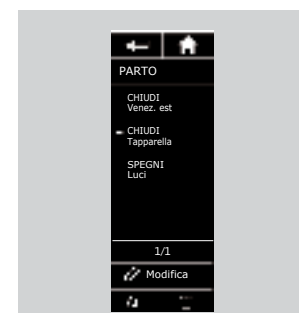 PARTO
CHIUDI
Venez. est
CHIUDI
Tapparella
SPEGNI
Luci
1/1
Modifica